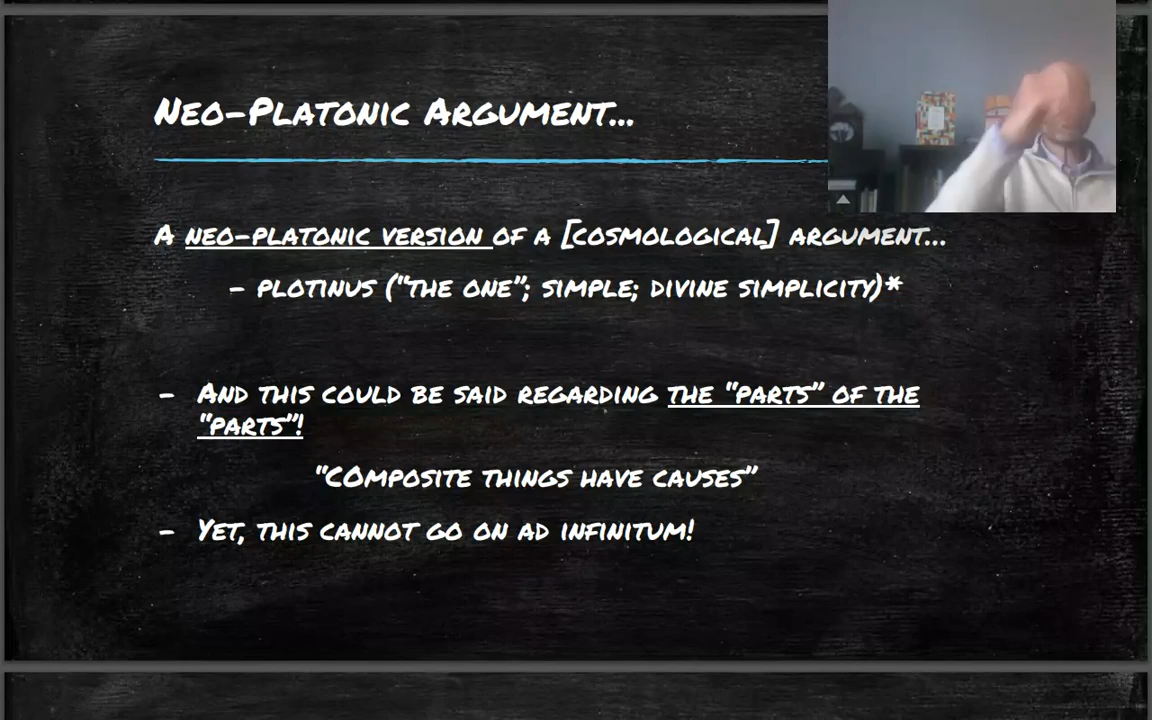 Neo-Platonic Argument...
A neo-platonic version of a [cosmological] argument...
- Plotinus ("the One"; simple; divine simplicity)*
- And this could be said regarding the "parts" of the
"parts"!
"COmposite things have causes"
- Yet, this cannot go on ad infinitum!